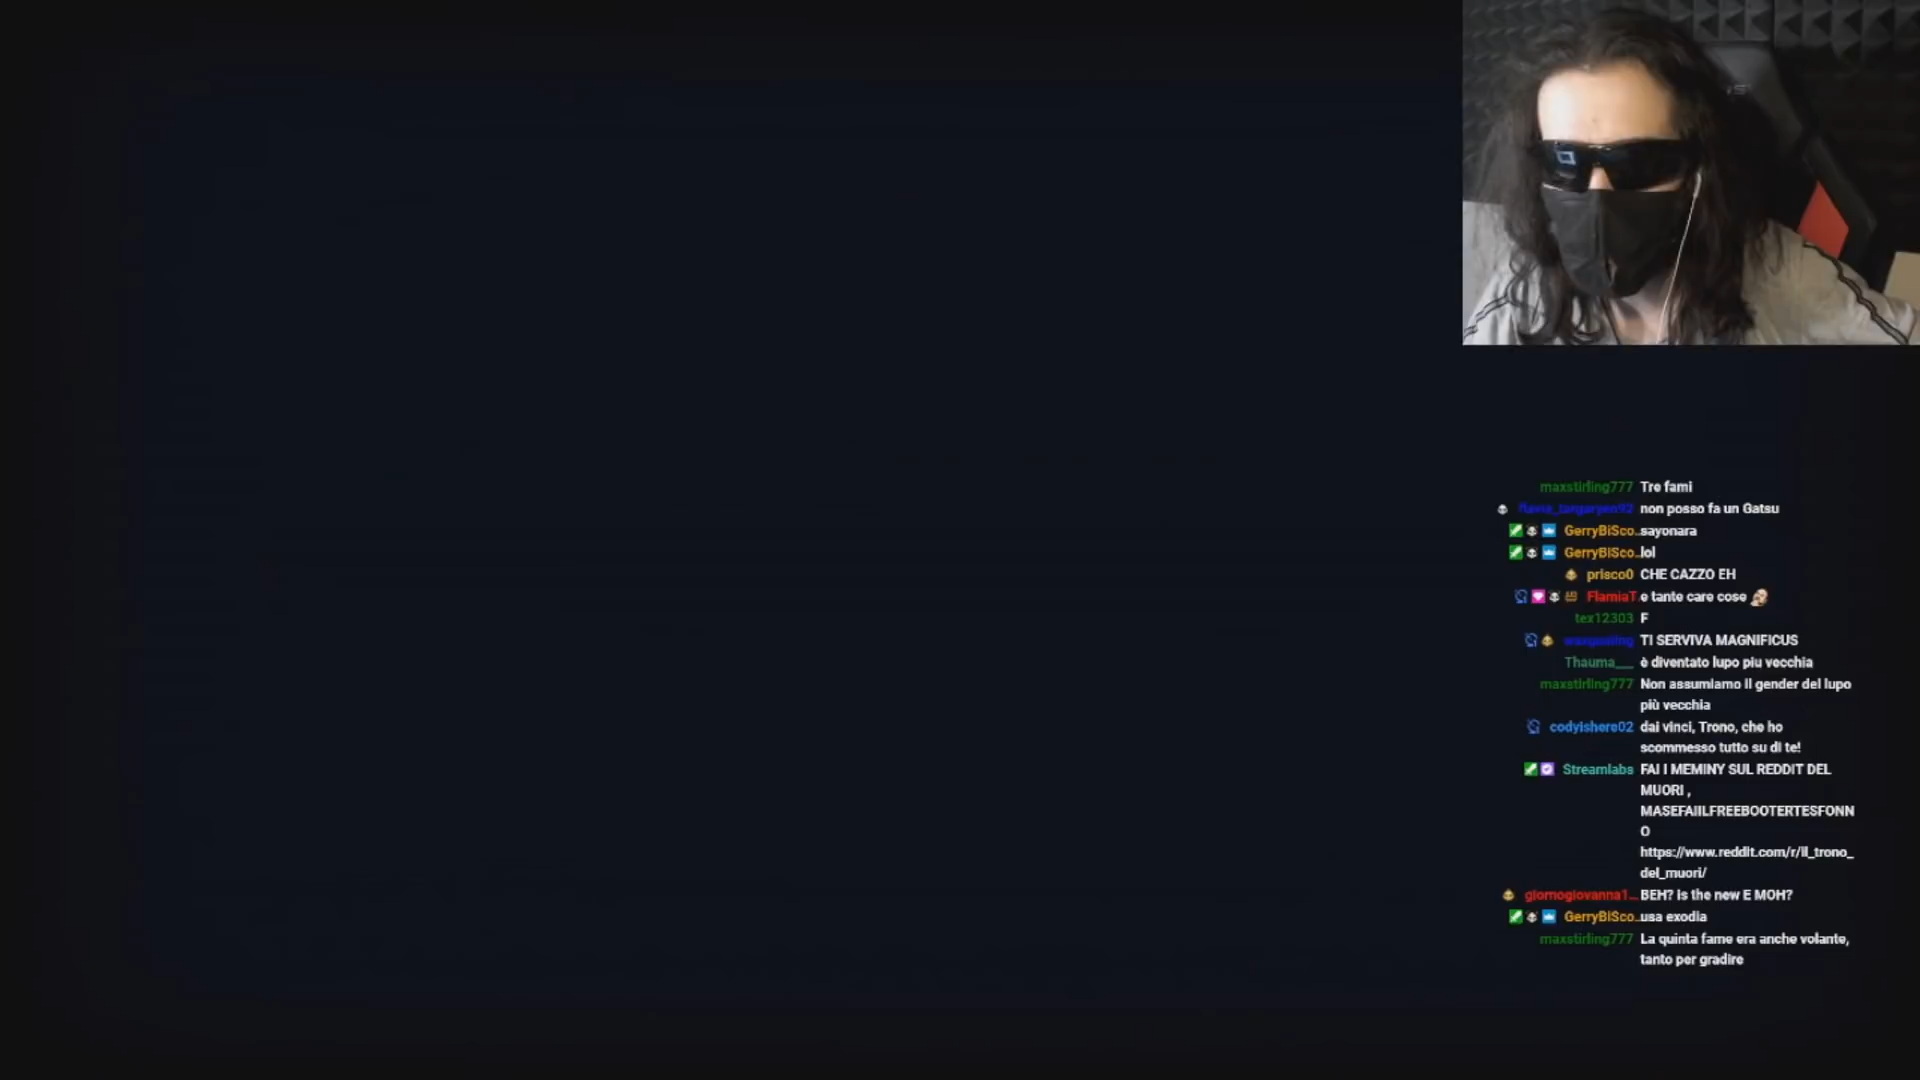 maxstirling777 Tre fami
flavia_targaryen92 non posso fa un Gatsu
GerryBiSco...sayonara
GerryBiSco...lol
prisco0 CHE CAZZO EH
FlamiaT e tante care cose
tex12303 F
TI SERVIVA MAGNIFICUS
Thauma__ è diventato lupo piu vecchia
maxstirling777 Non assumiamo il gender del lupo
più vecchia
codyishere02 dai vinci, Trono, che ho
scommesso tutto su di te!
Streamlabs FAI I MEMINY SUL REDDIT DEL
MUORI ,
MASEFAIILFREEBOOTERTESFONN
O
https://www.reddit.com/r/il_trono_
del_muori/
giornogiovanna1... BEH? is the new E MOH?
GerryBiSco...usa exodia
maxstirling777 La quinta fame era anche volante,
tanto per gradire